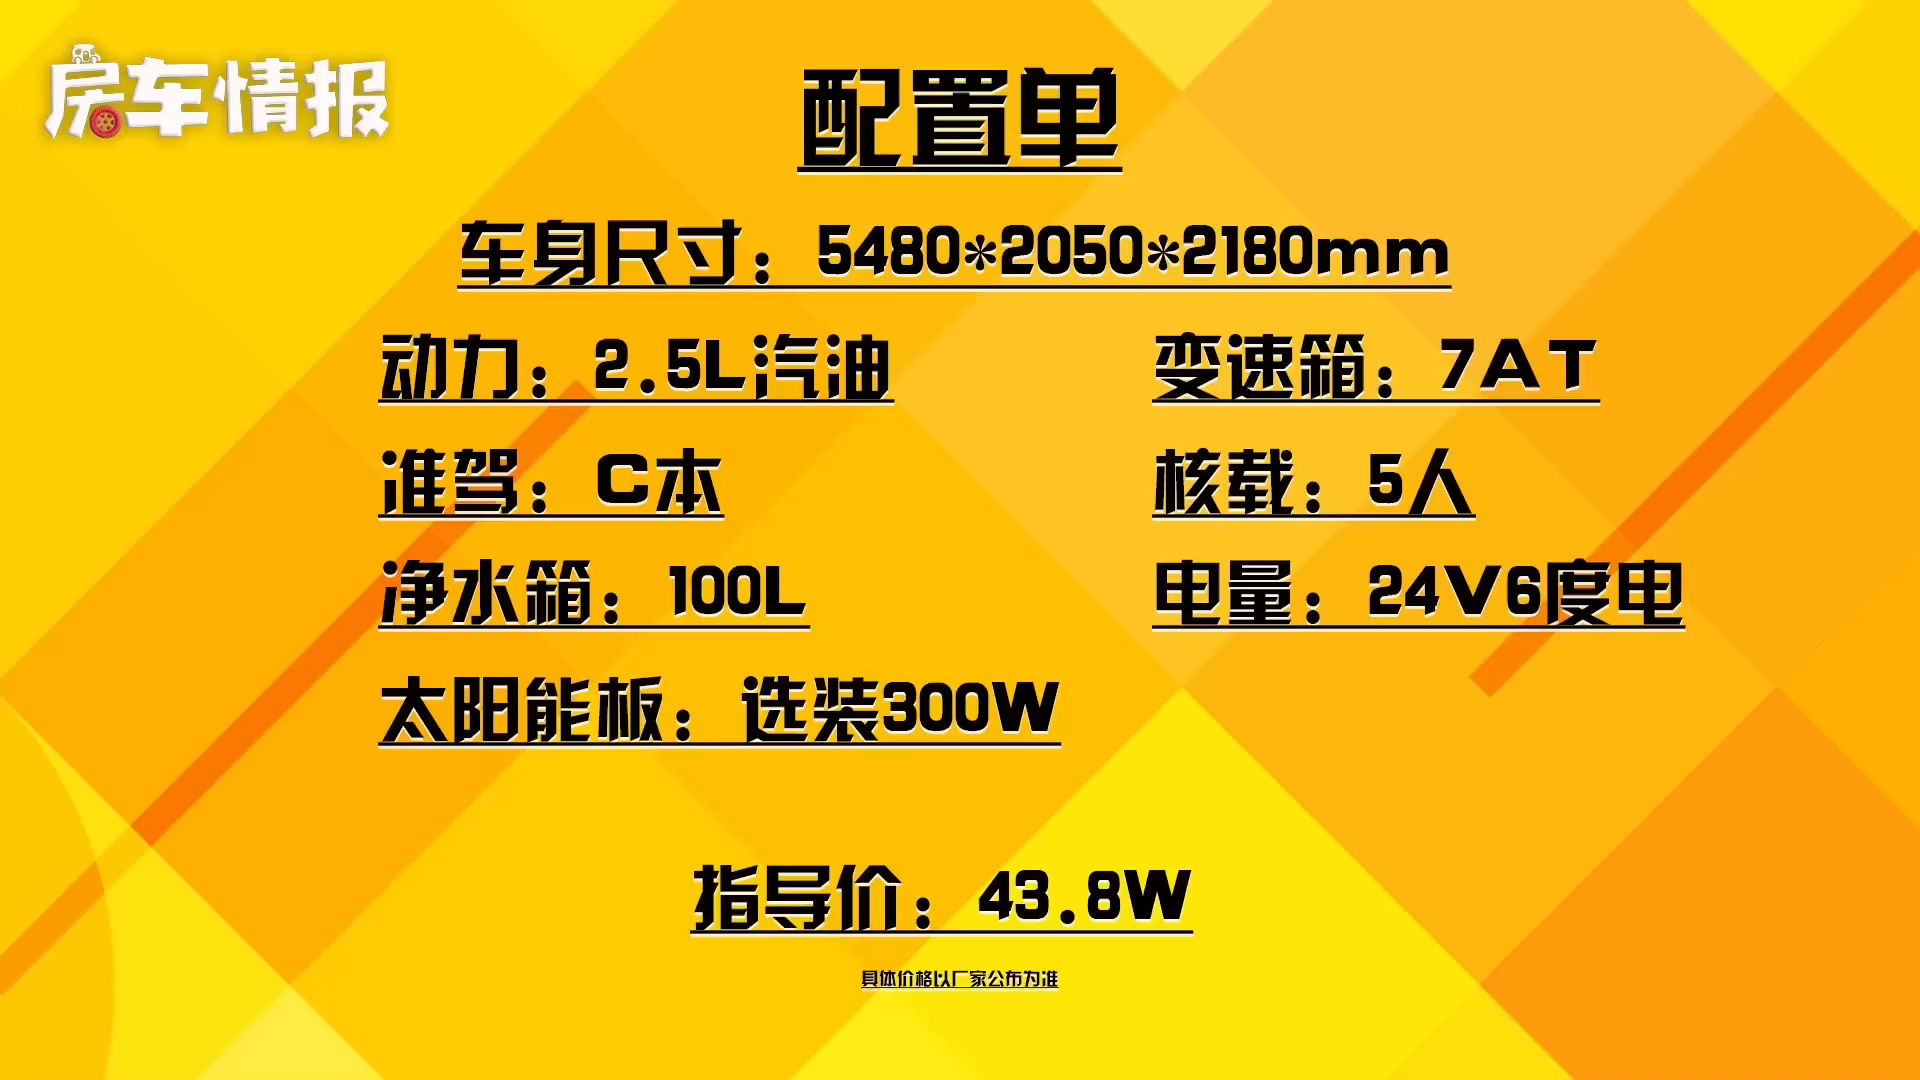 房车情报
配置单
车身尺寸：5480*2050*2180mm
动力：2.5L汽油
变速箱：7AT
准驾：C本
核载：5人
净水箱：100L
电量：24V6度电
太阳能板：选装300W
指导价：43.8W
具体价格以厂家公布为准